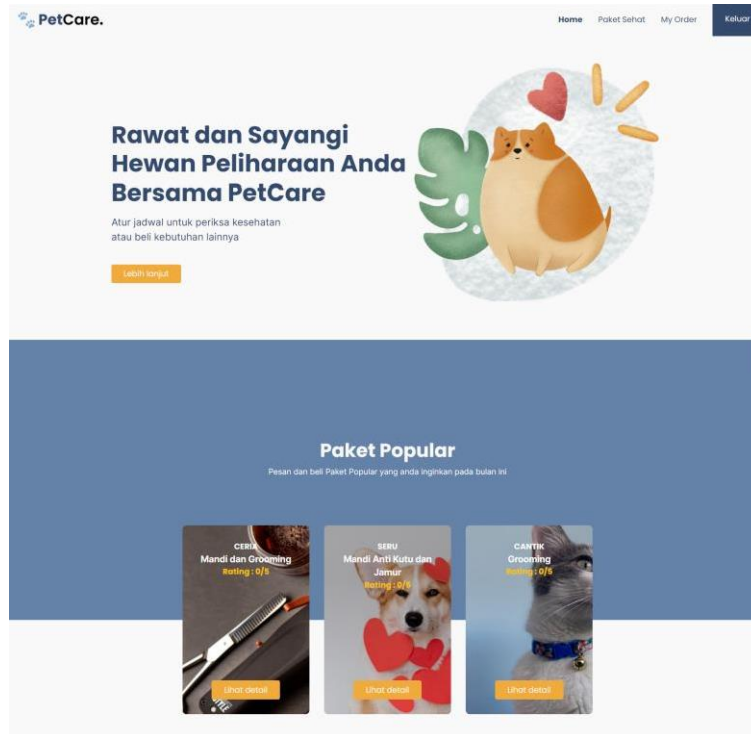 PetCare.
Home Paket Sehat My Order Keluar
Rawat dan Sayangi
Hewan Peliharaan Anda
Bersama PetCare
Atur jadwal untuk periksa kesehatan
atau beli kebutuhan lainnya
Lebih lanjut
Paket Popular
Pesan dan beli Paket Popular yang anda inginkan pada bulan ini
CERIA
Mandi dan Grooming
Rating : 0/5
Lihat detail
SERU
Mandi Anti Kutu dan
Jamur
Rating : 0/5
Lihat detail
CANTIK
Grooming
Rating : 0/5
Lihat detail